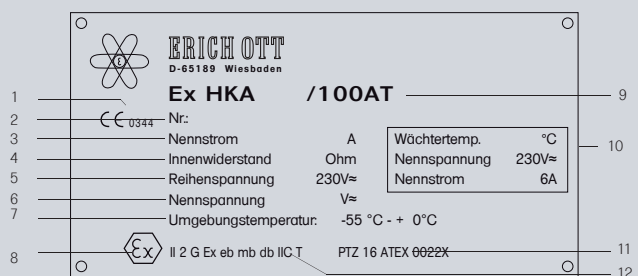 ERICH OTT
D-65189 Wiesbaden
Ex HKA /100AT 9
1
2 CE 0344 Nr.:
3 Nennstrom A
4 Innenwiderstand Ohm
5 Reihenspannung 230V≈
6 Nennspannung V≈
7 Umgebungstemperatur: -55 °C - + 0°C
Wächtertemp. °C
Nennspannung 230V≈
Nennstrom 6A
10
8 Ex II 2 G Ex eb mb db IIC T PTZ 16 ATEX 0022X 11
12